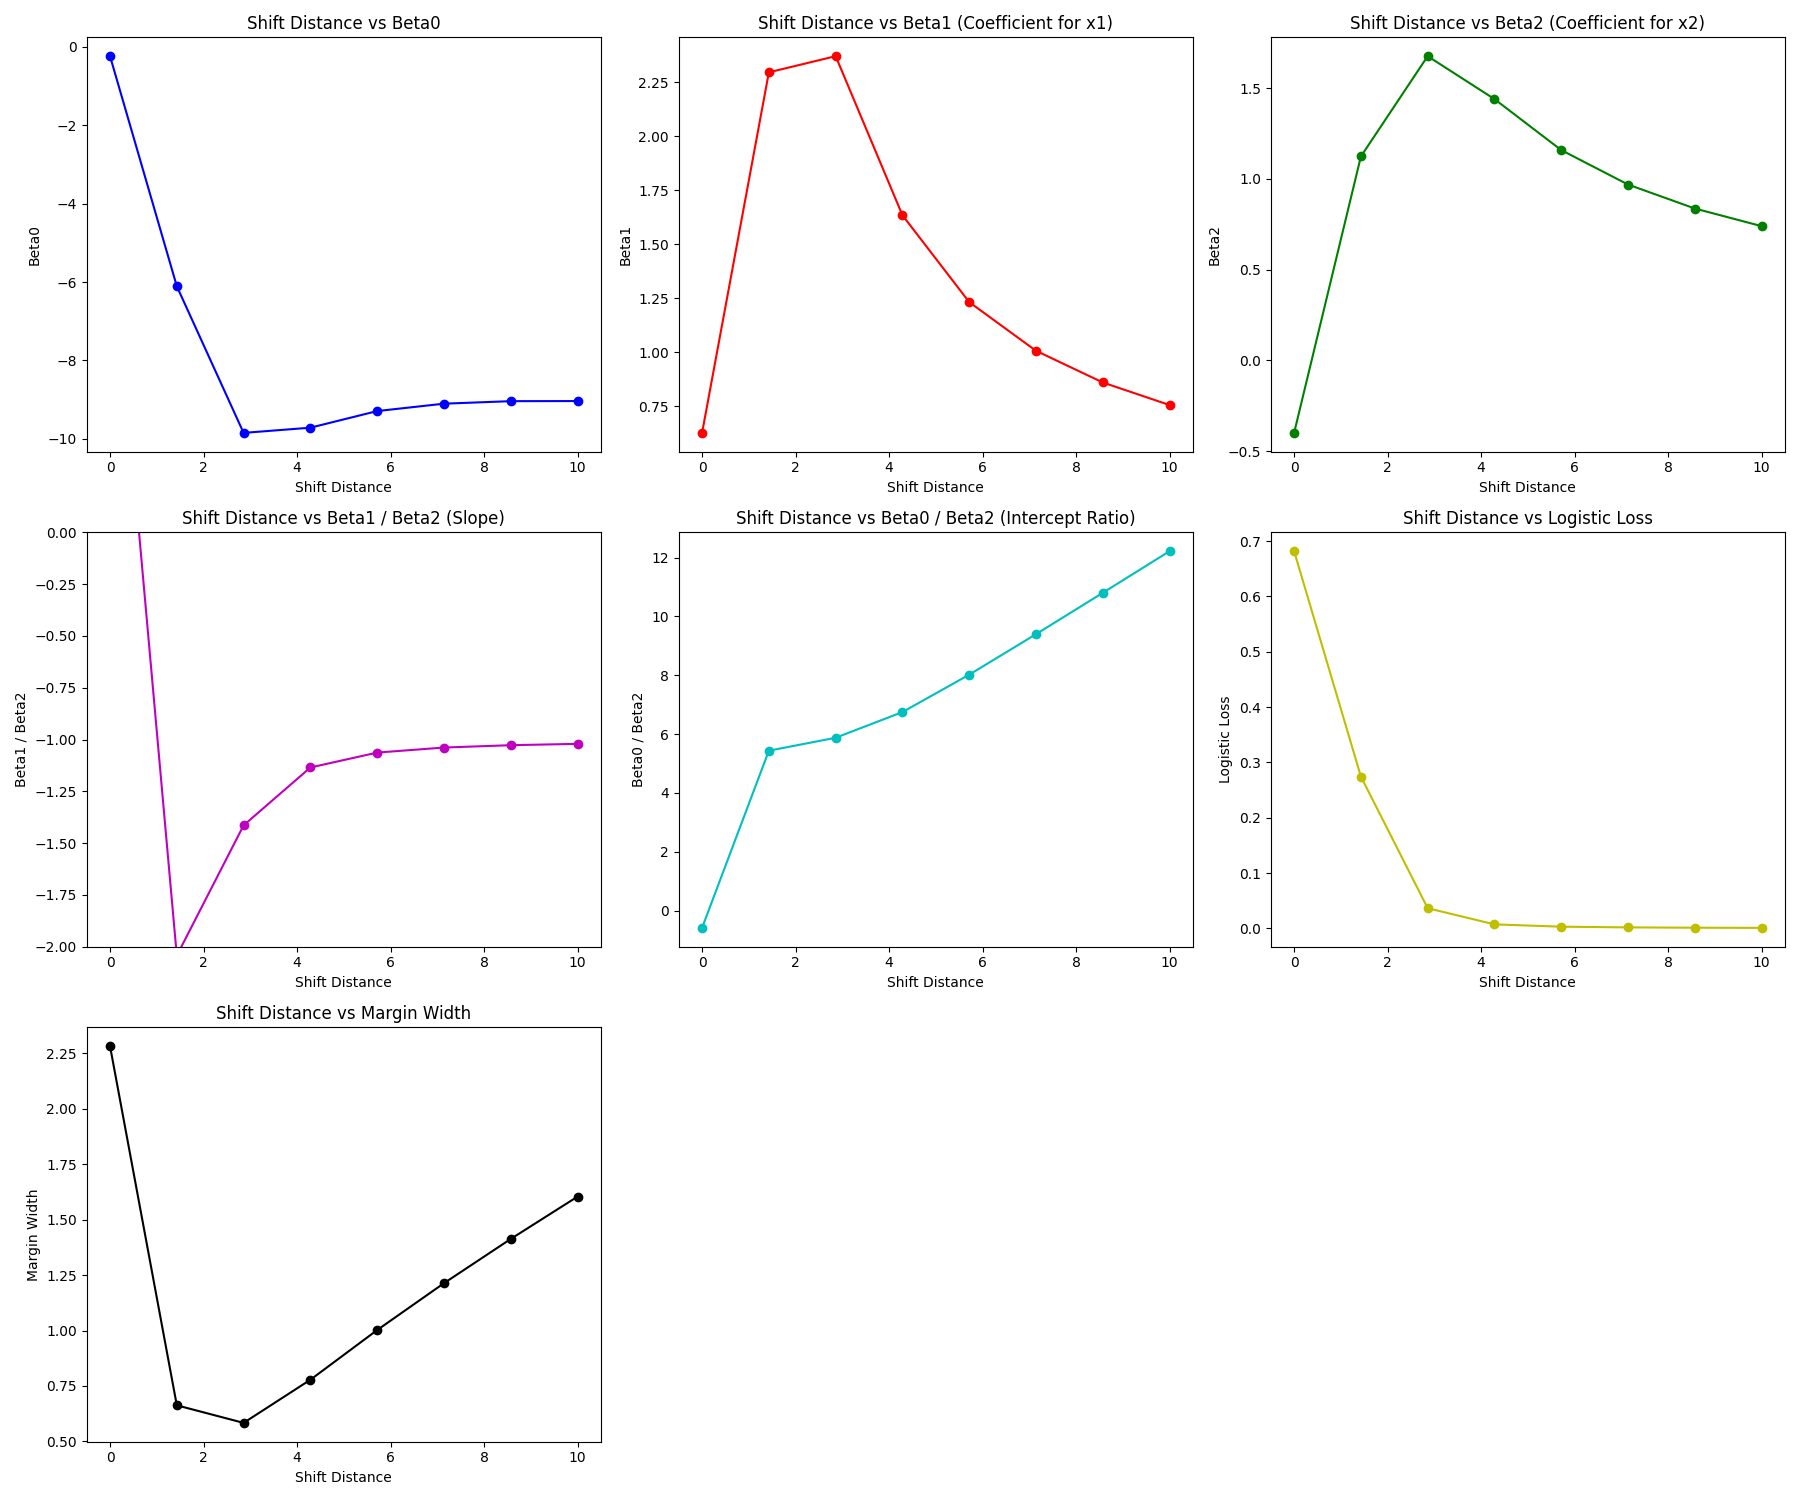 Shift Distance vs Beta0
Beta0
0
−2
−4
−6
−8
−10
0 2 4 6 8 10
Shift Distance
Shift Distance vs Beta1 (Coefficient for x1)
Beta1
2.25
2.00
1.75
1.50
1.25
1.00
0.75
0 2 4 6 8 10
Shift Distance
Shift Distance vs Beta2 (Coefficient for x2)
Beta2
1.5
1.0
0.5
0.0
−0.5
0 2 4 6 8 10
Shift Distance
Shift Distance vs Beta1 / Beta2 (Slope)
Beta1 / Beta2
0.00
−0.25
−0.50
−0.75
−1.00
−1.25
−1.50
−1.75
−2.00
0 2 4 6 8 10
Shift Distance
Shift Distance vs Beta0 / Beta2 (Intercept Ratio)
Beta0 / Beta2
12
10
8
6
4
2
0
0 2 4 6 8 10
Shift Distance
Shift Distance vs Logistic Loss
Logistic Loss
0.7
0.6
0.5
0.4
0.3
0.2
0.1
0.0
0 2 4 6 8 10
Shift Distance
Shift Distance vs Margin Width
Margin Width
2.25
2.00
1.75
1.50
1.25
1.00
0.75
0.50
0 2 4 6 8 10
Shift Distance